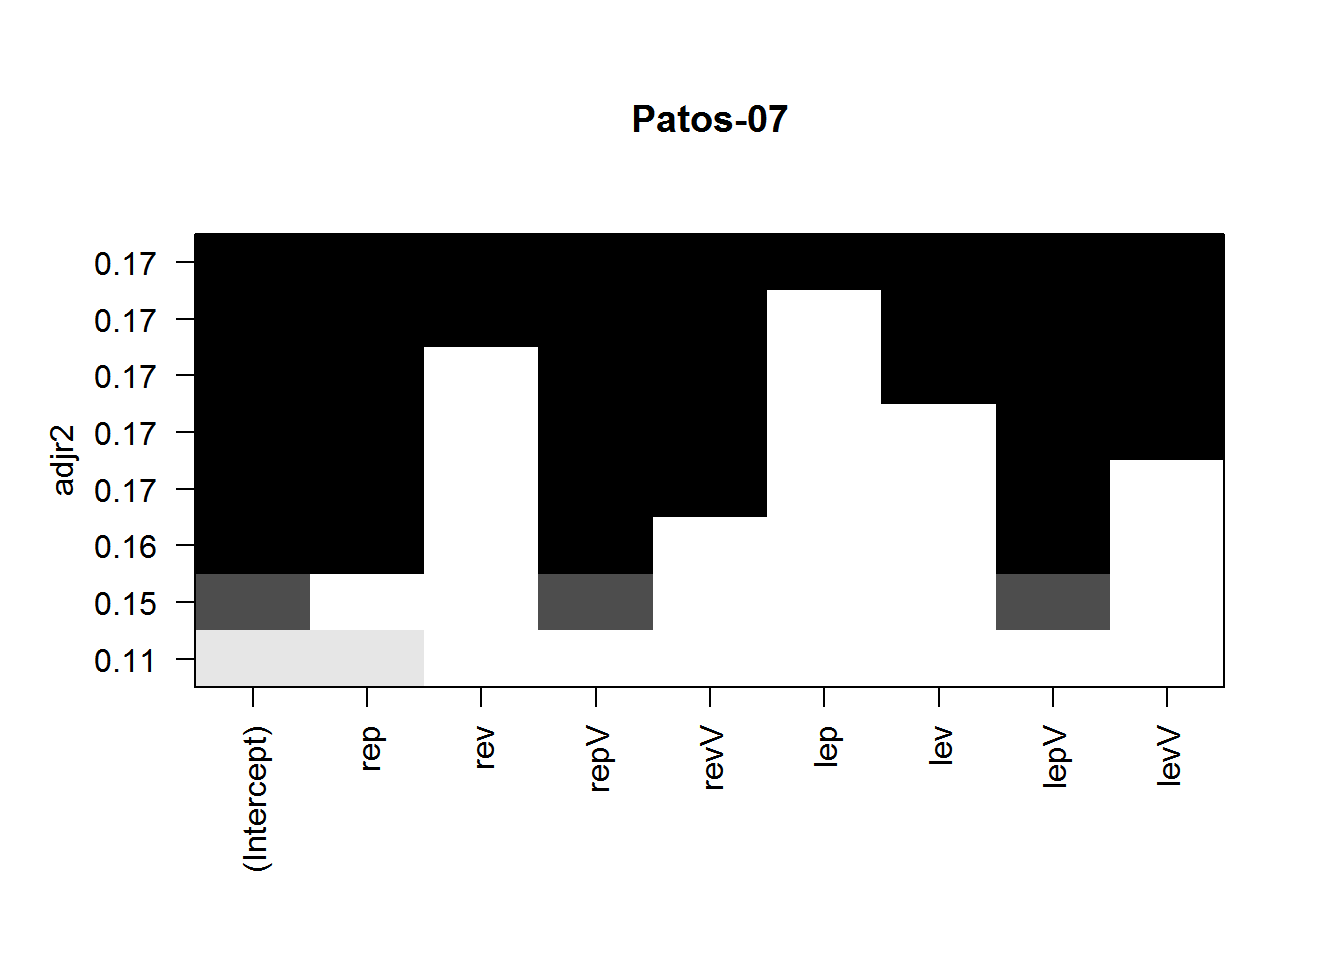 Patos-07
adjr2
0.17
0.17
0.17
0.17
0.17
0.16
0.15
0.11
(Intercept)
rep
rev
repV
revV
lep
lev
lepV
levV